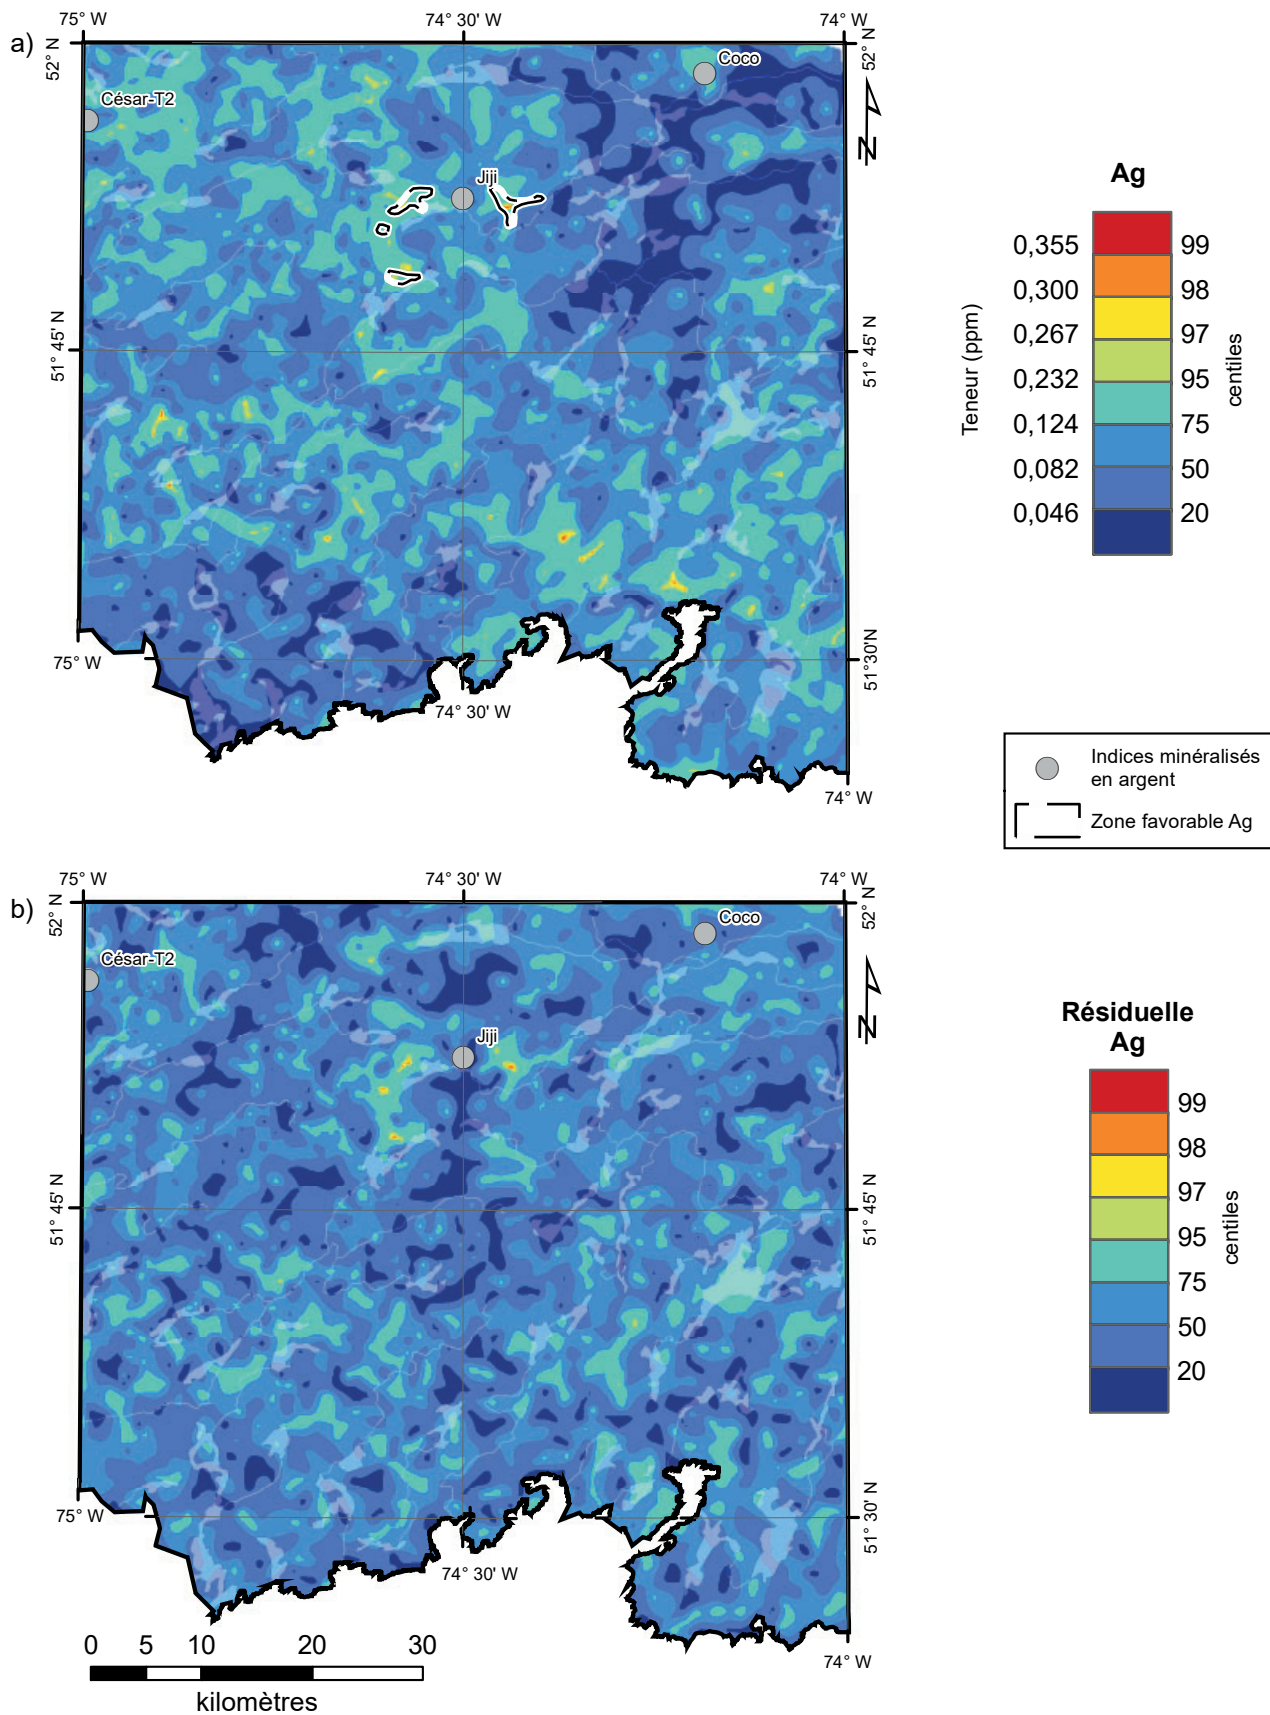 a)
75° W
74° 30' W
74° W
52° N
52° N
Coco
César-T2
Jiji
N
51° 45' N
51° 45' N
75° W
74° 30' W
51°30'N
74° W
Ag
Teneur (ppm)
0,355 99
0,300 98
0,267 97
0,232 95
0,124 75
0,082 50
0,046 20
centiles
Indices minéralisés
en argent
Zone favorable Ag
b)
75° W
74° 30' W
74° W
52° N
52° N
Coco
César-T2
Jiji
N
51° 45' N
51° 45' N
75° W
74° 30' W
51° 30' N
74° W
Résiduelle
Ag
99
98
97
95
75
50
20
centiles
0 5 10 20 30
kilomètres